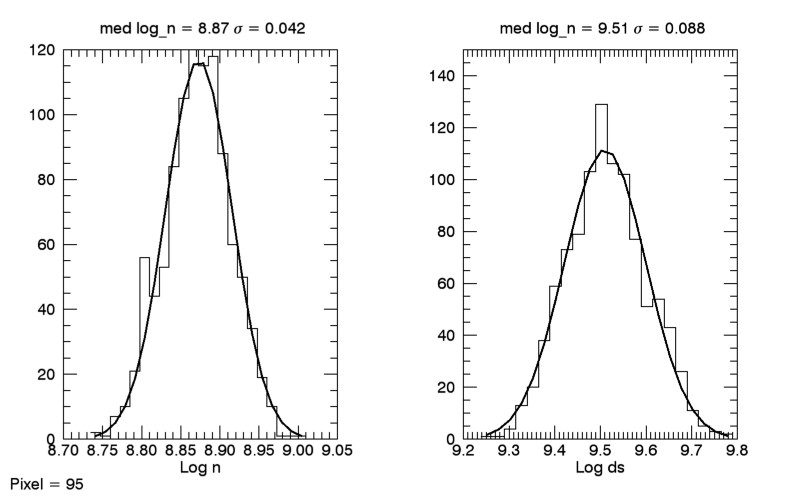 med log_n = 8.87 σ = 0.042
120
100
80
60
40
20
0
8.70 8.75 8.80 8.85 8.90 8.95 9.00 9.05
Log n
med log_n = 9.51 σ = 0.088
140
120
100
80
60
40
20
0
9.2 9.3 9.4 9.5 9.6 9.7 9.8
Log ds
Pixel = 95